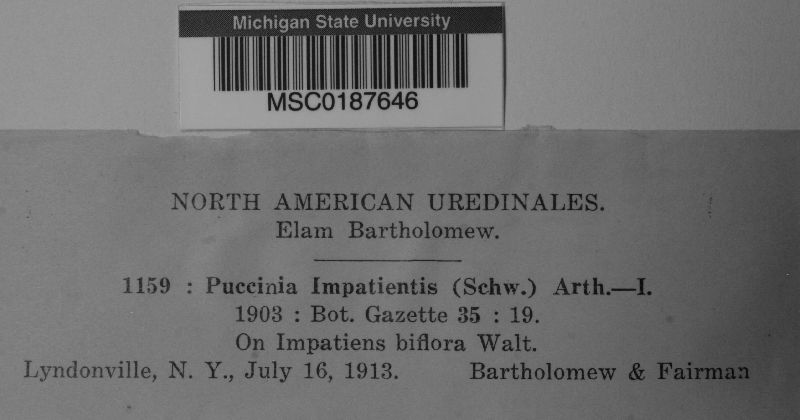 Michigan State University
MSC0187646
NORTH AMERICAN UREDINALES.
Elam Bartholomew.
1159 : Puccinia Impatientis (Schw.) Arth.—I.
1903 : Bot. Gazette 35 : 19.
On Impatiens biflora Walt.
Lyndonville, N. Y., July 16, 1913. Bartholomew & Fairman